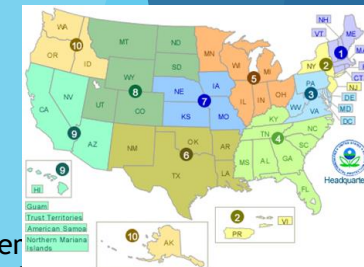 NH
VT
ME
WA
MT
ND
MN
1
10
OR
ID
WI
MI
NY
2
SD
5
MA
WY
8
CT
NJ
PA
3
NE
IA
7
IL
IN
OH
NV
UT
CO
DE
MD
DC
WV
VA
CA
KS
MO
KY
9
AZ
NM
OK
6
AR
TN
4
NC
SC
TX
LA
MS
AL
GA
FL
9
HI
Headquarte
Guam
Trust Territories
American Samoa
Northern Mariana
Islands
10
AK
2
PR
VI
er